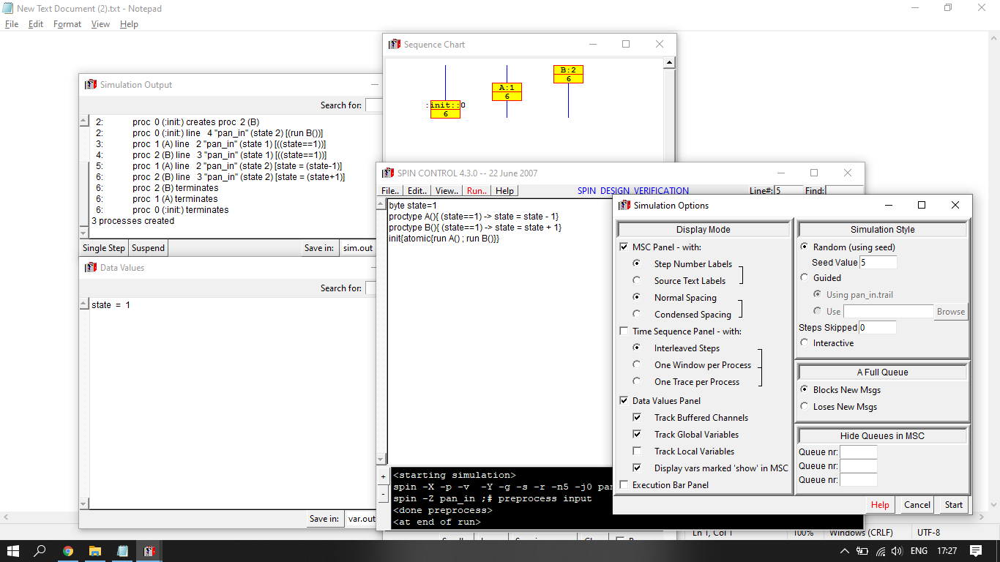 New Text Document (2).txt - Notepad
File Edit Format View Help
Sequence Chart
B:2
6
A:1
6
:init::0
6
Simulation Output
Search for:
2: proc 0 (:init:) creates proc 2 (B)
2: proc 0 (:init:) line 4 "pan_in" (state 2) [(run B())]
3: proc 1 (A) line 2 "pan_in" (state 1) [((state==1))]
4: proc 2 (B) line 3 "pan_in" (state 1) [((state==1))]
5: proc 1 (A) line 2 "pan_in" (state 2) [state = (state-1)]
6: proc 2 (B) line 3 "pan_in" (state 2) [state = (state+1)]
6: proc 2 (B) terminates
6: proc 1 (A) terminates
6: proc 0 (:init:) terminates
3 processes created
Single Step Suspend Save in: sim.out
Data Values
Search for:
state = 1
Save in: var.out
SPIN CONTROL 4.3.0 -- 22 June 2007
File.. Edit.. View.. Run.. Help SPIN DESIGN VERIFICATION Line#: 5 Find:
byte state=1
proctype A(){ (state==1) -> state = state - 1}
proctype B(){ (state==1) -> state = state + 1}
init{atomic{run A() ; run B()}}
+
-
<starting simulation>
spin -X -p -v -Y -g -s -r -n5 -j0 pan
spin -Z pan_in ;# preprocess input
<done preprocess>
<at end of run>
Simulation Options
Display Mode
MSC Panel - with:
Step Number Labels
Source Text Labels
Normal Spacing
Condensed Spacing
Time Sequence Panel - with:
Interleaved Steps
One Window per Process
One Trace per Process
Data Values Panel
Track Buffered Channels
Track Global Variables
Track Local Variables
Display vars marked 'show' in MSC
Execution Bar Panel
Simulation Style
Random (using seed)
Seed Value 5
Guided
Using pan_in.trail
Use Browse
Steps Skipped 0
Interactive
A Full Queue
Blocks New Msgs
Loses New Msgs
Hide Queues in MSC
Queue nr:
Queue nr:
Queue nr:
Help Cancel Start
Ln 1, Col 1 100% Windows (CRLF) UTF-8
ENG 17:27